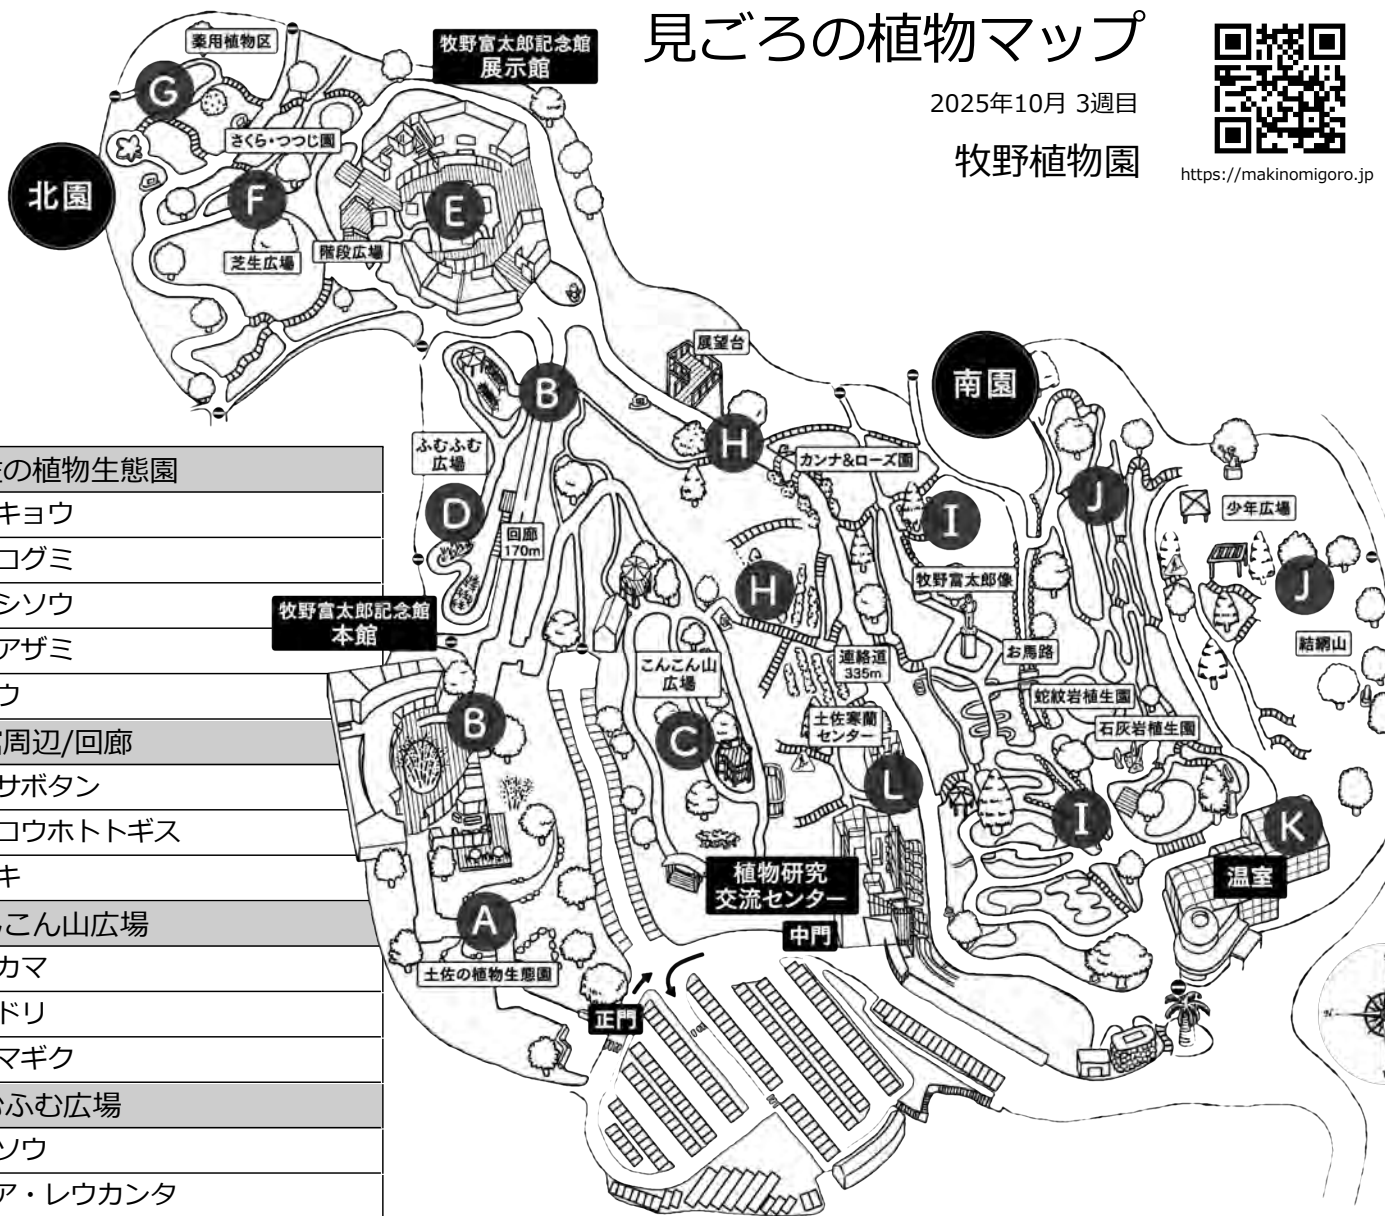 見ごろの植物マップ
2025年10月 3週目
牧野植物園
https://makinomigoro.jp
薬用植物区
牧野富太郎記念館
展示館
G
さくら・つつじ園
北園
F
E
芝生広場
階段広場
展望台
南園
B
H
ふむふむ
広場
カンナ&ローズ園
J
D
I
少年広場
回廊
170m
H
牧野富太郎像
J
牧野富太郎記念館
本館
こんこん山
広場
連絡道
335m
お馬路
結網山
蛇紋岩植生園
B
C
土佐寒蘭
センター
石灰岩植生園
L
I
K
植物研究
交流センター
温室
中門
A
土佐の植物生態園
正門
の植物生態園
キョウ
コグミ
シソウ
アザミ
ウ
周辺/回廊
サボタン
コウホトトギス
キ
こん山広場
カマ
ドリ
マギク
ふむ広場
ソウ
ア・レウカンタ